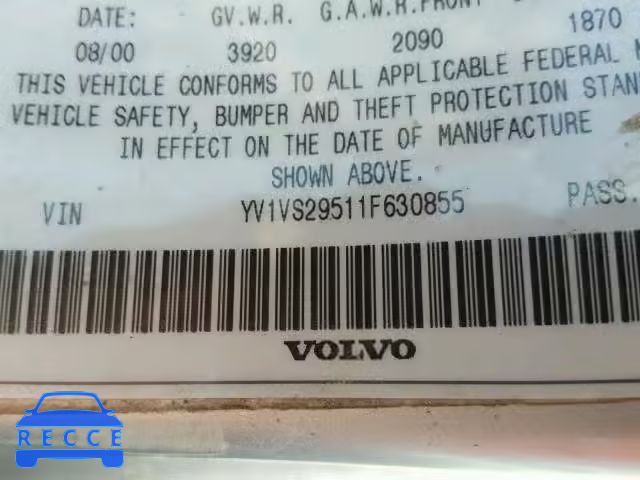 DATE: GV.W.R. G.A.W.R.FRONT
08/00 3920 2090 1870
THIS VEHICLE CONFORMS TO ALL APPLICABLE FEDERAL
VEHICLE SAFETY, BUMPER AND THEFT PROTECTION STAN
IN EFFECT ON THE DATE OF MANUFACTURE
SHOWN ABOVE.
VIN YV1VS29511F630855 PASS.
VOLVO
RECCE